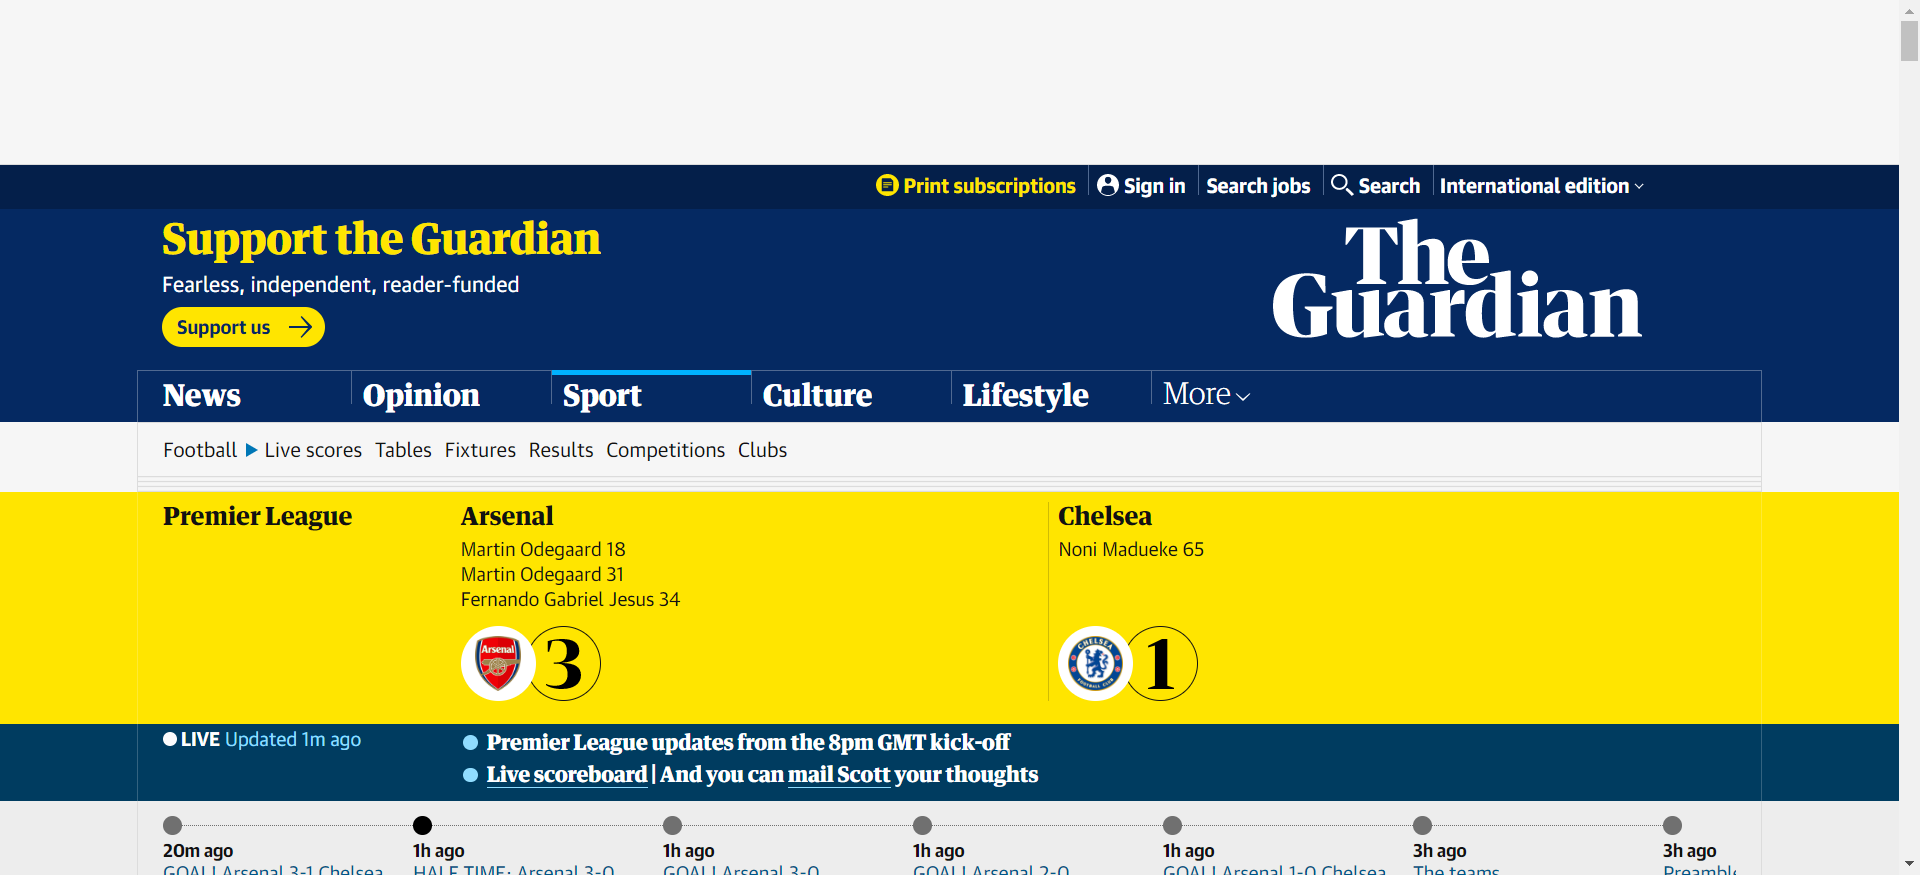 Print subscriptions Sign in Search jobs Search International edition
Support the Guardian
Fearless, independent, reader-funded
Support us
The
Guardian
News Opinion Sport Culture Lifestyle More
Football Live scores Tables Fixtures Results Competitions Clubs
Premier League
Arsenal
Martin Odegaard 18
Martin Odegaard 31
Fernando Gabriel Jesus 34
Arsenal
3
Chelsea
Noni Madueke 65
CHELSEA
FOOTBALL CLUB
1
LIVE Updated 1m ago
Premier League updates from the 8pm GMT kick-off
Live scoreboard | And you can mail Scott your thoughts
20m ago
GOAL! Arsenal 3-1 Chelsea
1h ago
HALF TIME: Arsenal 3-0
1h ago
GOAL! Arsenal 3-0
1h ago
GOAL! Arsenal 2-0
1h ago
GOAL! Arsenal 1-0 Chelsea
3h ago
The teams
3h ago
Preamble